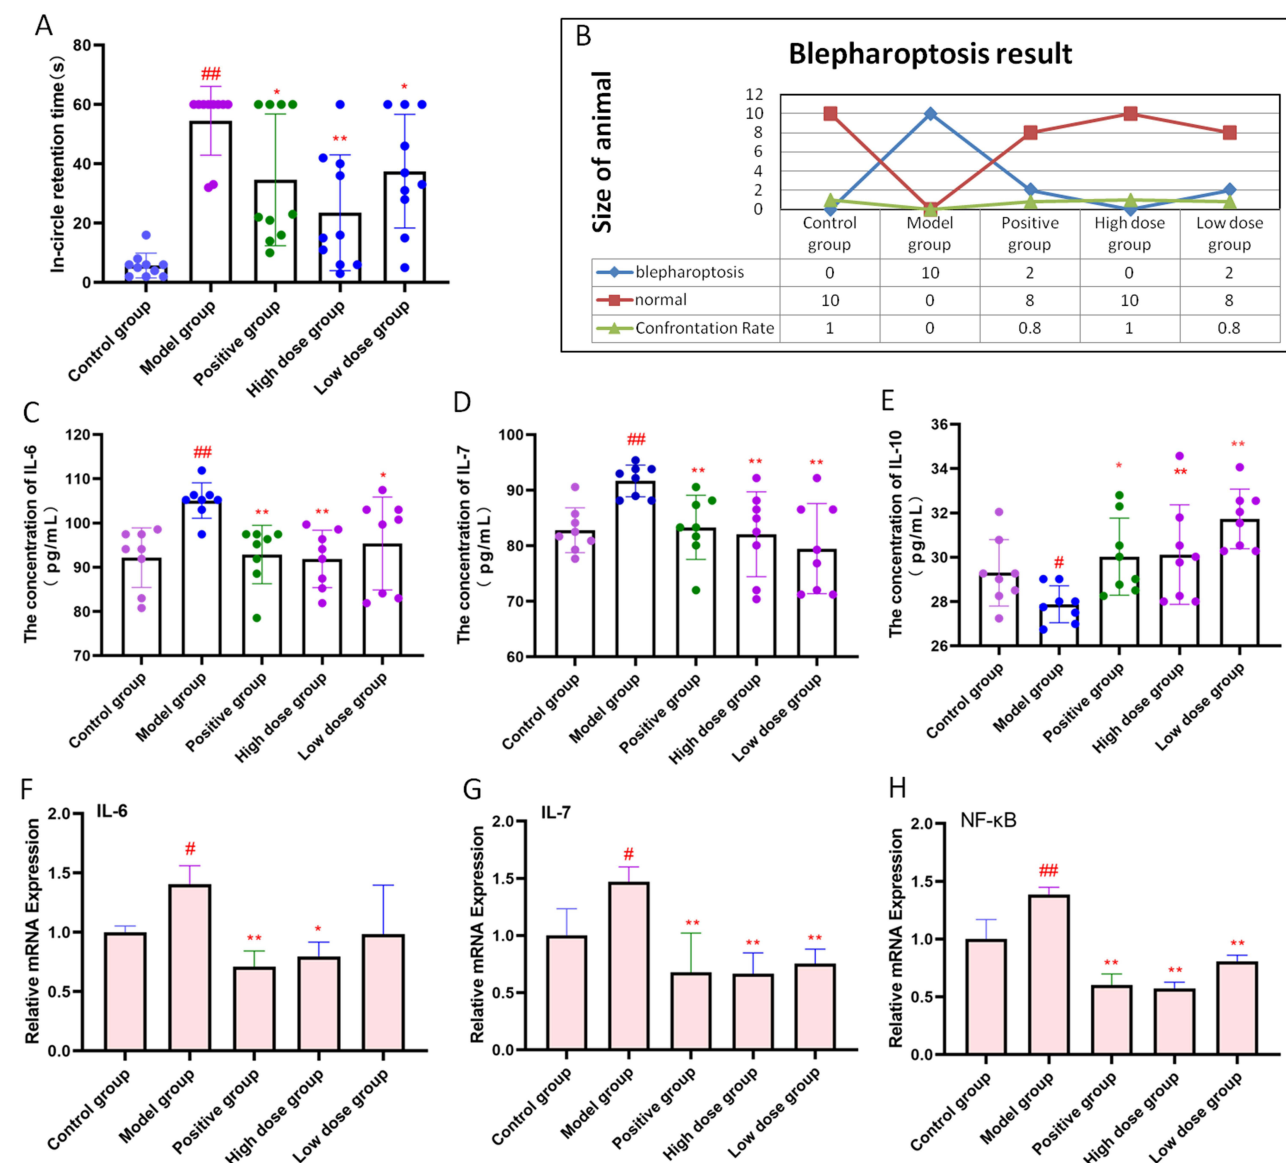 A
In-circle retention time(s)
80
60
40
20
0
##
*
**
*
Control group
Model group
Positive group
High dose group
Low dose group
B
Blepharoptosis result
Size of animal
12
10
8
6
4
2
0
Control group Model group Positive group High dose group Low dose group
blepharoptosis 0 10 2 0 2
normal 10 0 8 10 8
Confrontation Rate 1 0 0.8 1 0.8
C
The concentration of IL-6
( pg/mL)
120
110
100
90
80
70
##
**
**
*
Control group
Model group
Positive group
High dose group
Low dose group
D
The concentration of IL-7
( pg/mL)
100
90
80
70
60
##
**
**
**
Control group
Model group
Positive group
High dose group
Low dose group
E
The concentration of IL-10
( pg/mL)
36
34
32
30
28
26
#
*
**
**
Control group
Model group
Positive group
High dose group
Low dose group
F
IL-6
Relative mRNA Expression
2.0
1.5
1.0
0.5
0.0
#
**
*
Control group
Model group
Positive group
High dose group
Low dose group
G
IL-7
Relative mRNA Expression
2.0
1.5
1.0
0.5
0.0
#
**
**
**
Control group
Model group
Positive group
High dose group
Low dose group
H
NF-κB
Relative mRNA Expression
2.0
1.5
1.0
0.5
0.0
##
**
**
**
Control group
Model group
Positive group
High dose group
Low dose group